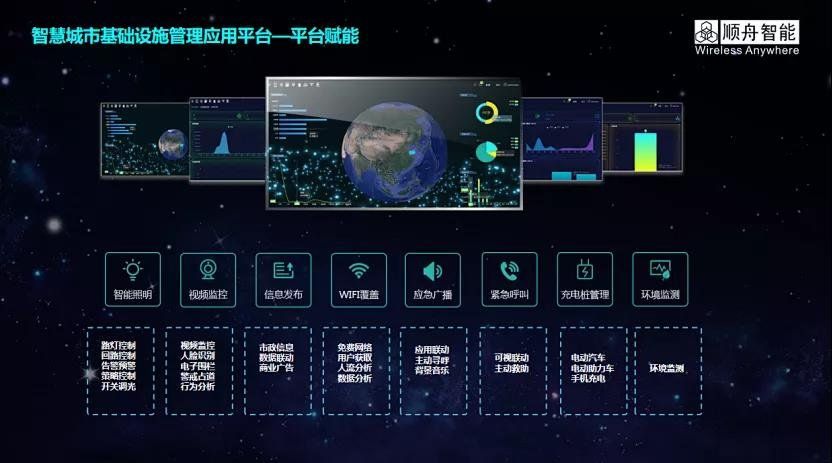 智慧城市基础设施管理应用平台—平台赋能
顺舟智能
Wireless Anywhere
智能照明
视频监控
信息发布
WIFI覆盖
应急广播
紧急呼叫
充电桩管理
环境监测
路灯控制
回路控制
告警预警
策略控制
开关调光
视频监控
人脸识别
电子围栏
警戒占道
行为分析
市政信息
数据联动
商业广告
免费网络
用户获取
人流分析
数据分析
应用联动
主动寻呼
背景音乐
可视联动
主动救助
电动汽车
电动助力车
手机充电
环境监测